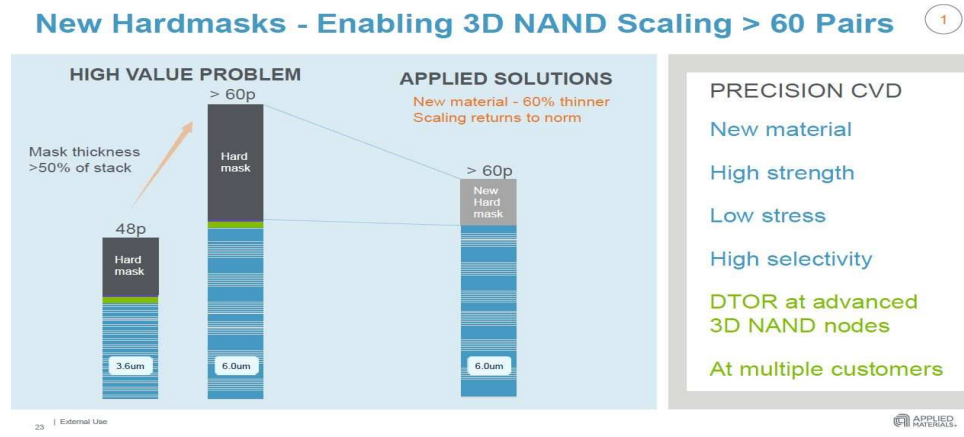 New Hardmasks - Enabling 3D NAND Scaling > 60 Pairs
1
HIGH VALUE PROBLEM
> 60p
Mask thickness
>50% of stack
Hard
mask
48p
Hard
mask
3.6um
6.0um
APPLIED SOLUTIONS
New material - 60% thinner
Scaling returns to norm
> 60p
New
Hard
mask
6.0um
PRECISION CVD
New material
High strength
Low stress
High selectivity
DTOR at advanced
3D NAND nodes
At multiple customers
23 | External Use
APPLIED
MATERIALS.